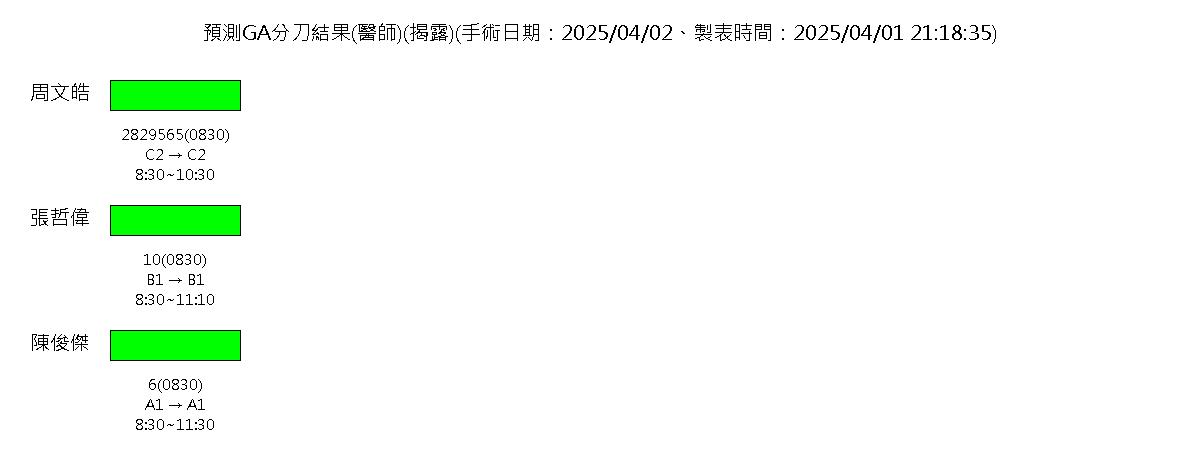 預測GA分刀結果(醫師)(揭露)(手術日期：2025/04/02、製表時間：2025/04/01 21:18:35)
周文皓
2829565(0830)
C2 → C2
8:30~10:30
張哲偉
10(0830)
B1 → B1
8:30~11:10
陳俊傑
6(0830)
A1 → A1
8:30~11:30